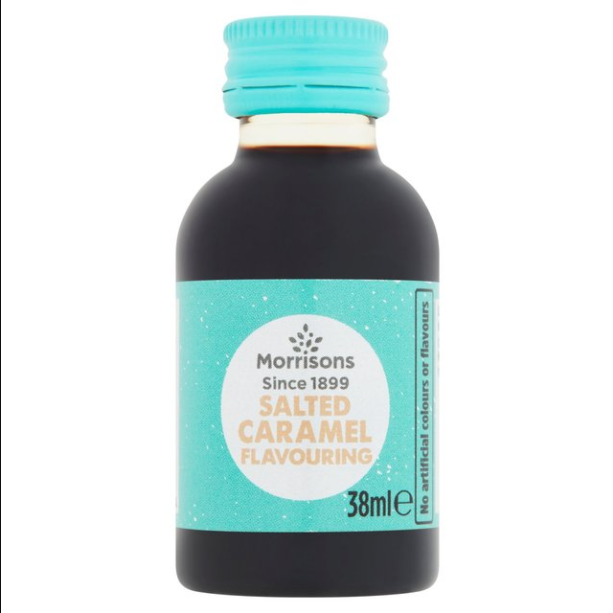 Morrisons
Since 1899
SALTED
CARAMEL
FLAVOURING
38ml℮
No artificial colours or flavours